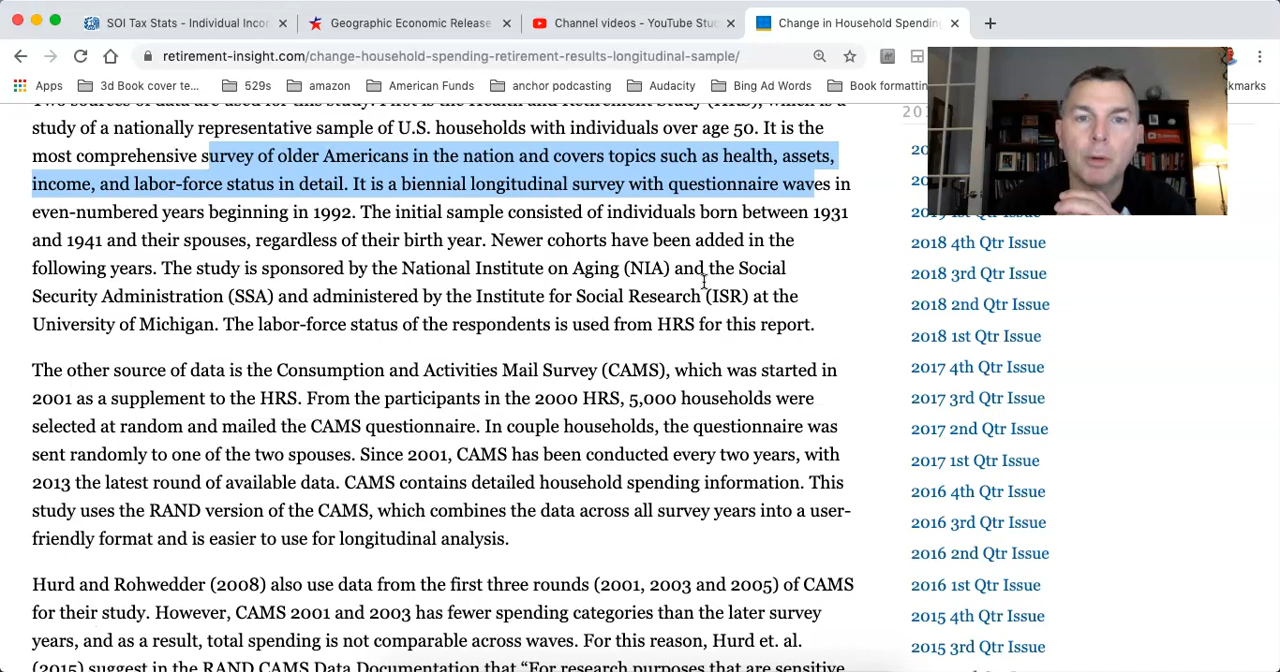 SOI Tax Stats - Individual Incon
Geographic Economic Release
Channel videos - YouTube Stu
Change in Household Spending
retirement-insight.com/change-household-spending-retirement-results-longitudinal-sample/
Apps 3d Book cover te... 529s amazon American Funds anchor podcasting Audacity Bing Ad Words Book formattin
kmarks
Two sources of data are used for this study. First is the Health and Retirement Study (HRS), which is a
study of a nationally representative sample of U.S. households with individuals over age 50. It is the
most comprehensive survey of older Americans in the nation and covers topics such as health, assets,
income, and labor-force status in detail. It is a biennial longitudinal survey with questionnaire waves in
even-numbered years beginning in 1992. The initial sample consisted of individuals born between 1931
and 1941 and their spouses, regardless of their birth year. Newer cohorts have been added in the
following years. The study is sponsored by the National Institute on Aging (NIA) and the Social
Security Administration (SSA) and administered by the Institute for Social Research (ISR) at the
University of Michigan. The labor-force status of the respondents is used from HRS for this report.
The other source of data is the Consumption and Activities Mail Survey (CAMS), which was started in
2001 as a supplement to the HRS. From the participants in the 2000 HRS, 5,000 households were
selected at random and mailed the CAMS questionnaire. In couple households, the questionnaire was
sent randomly to one of the two spouses. Since 2001, CAMS has been conducted every two years, with
2013 the latest round of available data. CAMS contains detailed household spending information. This
study uses the RAND version of the CAMS, which combines the data across all survey years into a user-
friendly format and is easier to use for longitudinal analysis.
Hurd and Rohwedder (2008) also use data from the first three rounds (2001, 2003 and 2005) of CAMS
for their study. However, CAMS 2001 and 2003 has fewer spending categories than the later survey
years, and as a result, total spending is not comparable across waves. For this reason, Hurd et. al.
(2015) suggest in the RAND CAMS Data Documentation that “For research purposes that are sensitive
2019 1st Qtr Issue
2018 4th Qtr Issue
2018 3rd Qtr Issue
2018 2nd Qtr Issue
2018 1st Qtr Issue
2017 4th Qtr Issue
2017 3rd Qtr Issue
2017 2nd Qtr Issue
2017 1st Qtr Issue
2016 4th Qtr Issue
2016 3rd Qtr Issue
2016 2nd Qtr Issue
2016 1st Qtr Issue
2015 4th Qtr Issue
2015 3rd Qtr Issue